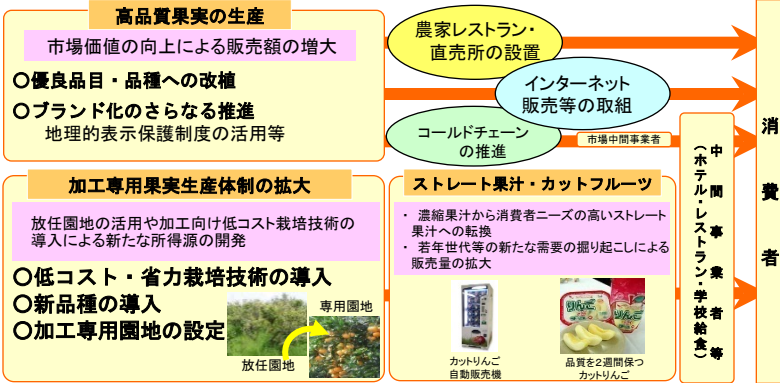 高品質果実の生産
市場価値の向上による販売額の増大
○優良品目・品種への改植
○ブランド化のさらなる推進
地理的表示保護制度の活用等
農家レストラン・
直売所の設置
インターネット
販売等の取組
コールドチェーン
の推進
市場中間事業者
加工専用果実生産体制の拡大
放任園地の活用や加工向け低コスト栽培技術の
導入による新たな所得源の開発
○低コスト・省力栽培技術の導入
○新品種の導入
○加工専用園地の設定
専用園地
放任園地
ストレート果汁・カットフルーツ
・ 濃縮果汁から消費者ニーズの高いストレート
果汁への転換
・ 若年世代等の新たな需要の掘り起こしによる
販売量の拡大
りんご
りんご
カットりんご
自動販売機
品質を2週間保つ
カットりんご
中間事業者等
（ホテル・レストラン・学校給食）
消費者